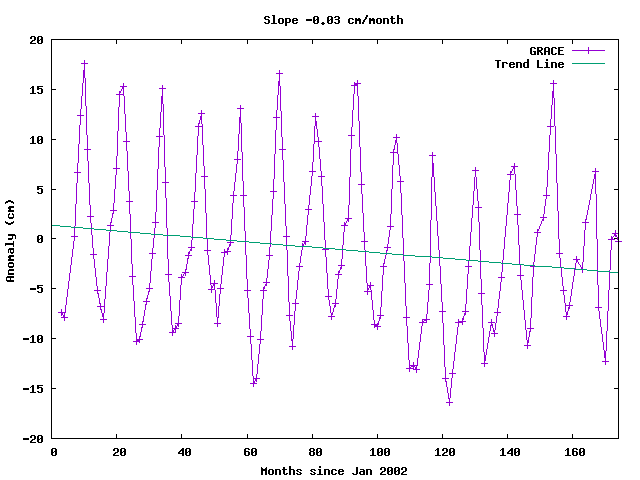 Slope -0.03 cm/month
GRACE
Trend Line
20
15
10
5
0
-5
-10
-15
-20
Anomaly (cm)
0 20 40 60 80 100 120 140 160
Months since Jan 2002